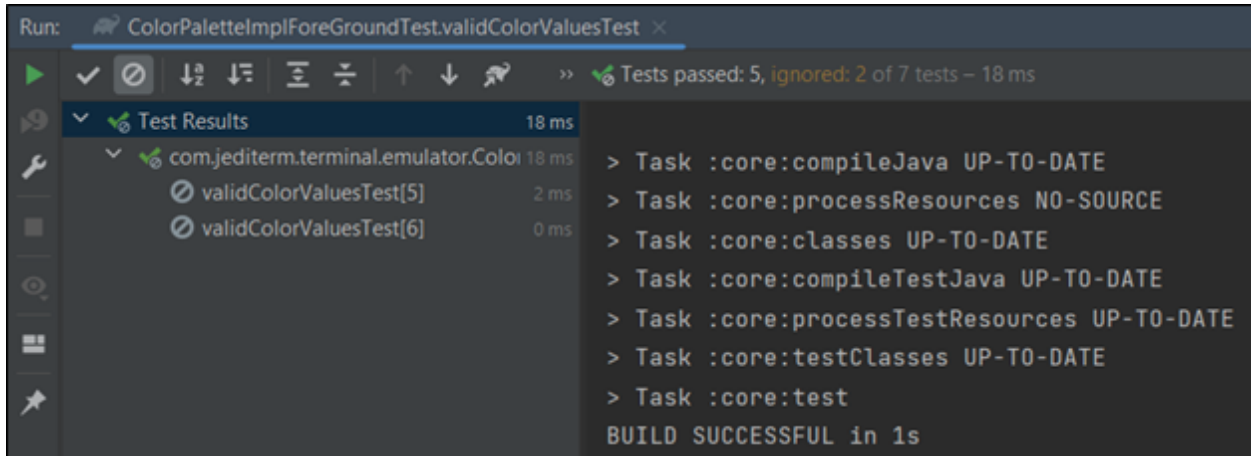 Run: ColorPaletteImplForeGroundTest.validColorValuesTest ×
» Tests passed: 5, ignored: 2 of 7 tests – 18 ms
Test Results 18 ms
com.jediterm.terminal.emulator.Color 18 ms
validColorValuesTest[5] 2 ms
validColorValuesTest[6] 0 ms
> Task :core:compileJava UP-TO-DATE
> Task :core:processResources NO-SOURCE
> Task :core:classes UP-TO-DATE
> Task :core:compileTestJava UP-TO-DATE
> Task :core:processTestResources UP-TO-DATE
> Task :core:testClasses UP-TO-DATE
> Task :core:test
BUILD SUCCESSFUL in 1s